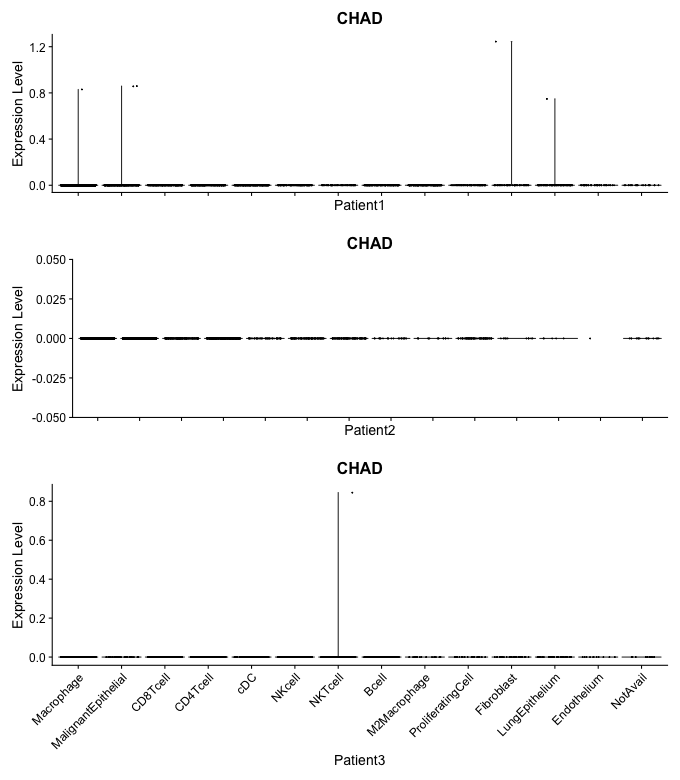 CHAD
Expression Level
1.2
0.8
0.4
0.0
Patient1
CHAD
Expression Level
0.050
0.025
0.000
-0.025
-0.050
Patient2
CHAD
Expression Level
0.8
0.6
0.4
0.2
0.0
Macrophage
MalignantEpithelial
CD8Tcell
CD4Tcell
cDC
NKcell
NKTcell
Bcell
M2Macrophage
ProliferatingCell
Fibroblast
LungEpithelium
Endothelium
NotAvail
Patient3